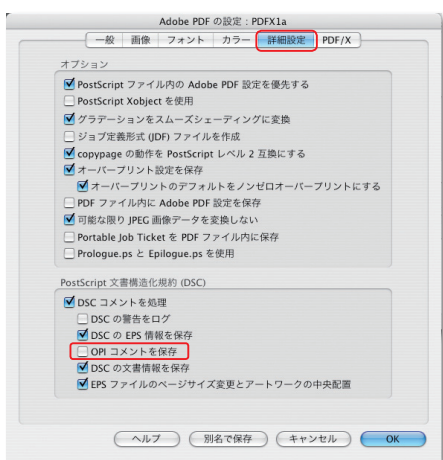 Adobe PDF の設定 : PDFX1a
一般 画像 フォント カラー 詳細設定 PDF/X
オプション
PostScript ファイル内の Adobe PDF 設定を優先する
PostScript Xobject を使用
グラデーションをスムーズシェーディングに変換
ジョブ定義形式 (JDF) ファイルを作成
copypage の動作を PostScript レベル 2 互換にする
オーバープリント設定を保存
オーバープリントのデフォルトをノンゼロオーバープリントにする
PDF ファイル内に Adobe PDF 設定を保存
可能な限り JPEG 画像データを変換しない
Portable Job Ticket を PDF ファイル内に保存
Prologue.ps と Epilogue.ps を使用
PostScript 文書構造化規約 (DSC)
DSC コメントを処理
DSC の警告をログ
DSC の EPS 情報を保存
OPI コメントを保存
DSC の文書情報を保存
EPS ファイルのページサイズ変更とアートワークの中央配置
ヘルプ 別名で保存 キャンセル OK